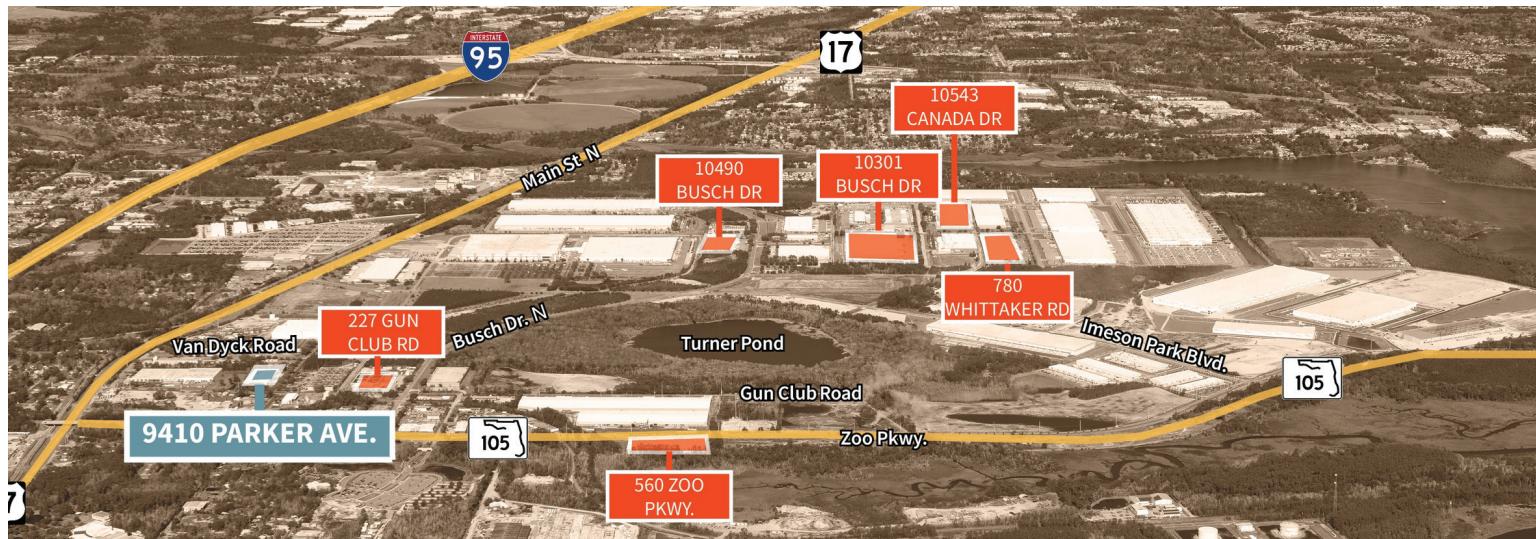 INTERSTATE
95
17
10543
CANADA DR
10490
BUSCH DR
10301
BUSCH DR
Main St N
780
WHITTAKER RD
227 GUN
CLUB RD
Busch Dr. N
Van Dyck Road
Turner Pond
Imeson Park Blvd.
105
Gun Club Road
9410 PARKER AVE.
105
Zoo Pkwy.
560 ZOO
PKWY.
7